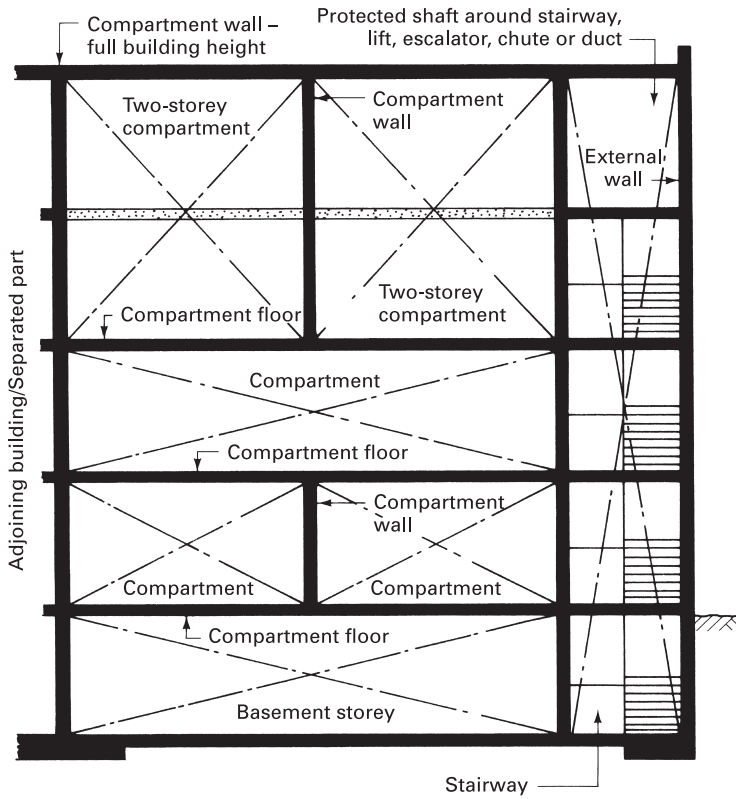 Compartment wall –
full building height
Protected shaft around stairway,
lift, escalator, chute or duct
Two-storey
compartment
Compartment
wall
External
wall
Two-storey
compartment
Compartment floor
Adjoining building/Separated part
Compartment
Compartment floor
Compartment
wall
Compartment
Compartment
Compartment floor
Basement storey
Stairway